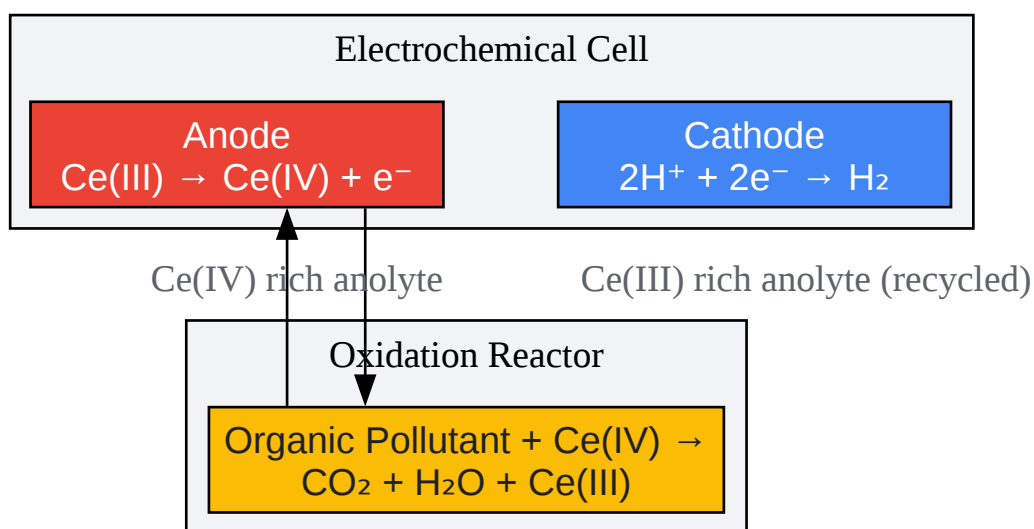 Electrochemical Cell
Anode
Ce(III) → Ce(IV) + e⁻
Cathode
2H⁺ + 2e⁻ → H₂
Ce(IV) rich anolyte
Ce(III) rich anolyte (recycled)
Oxidation Reactor
Organic Pollutant + Ce(IV) →
CO₂ + H₂O + Ce(III)